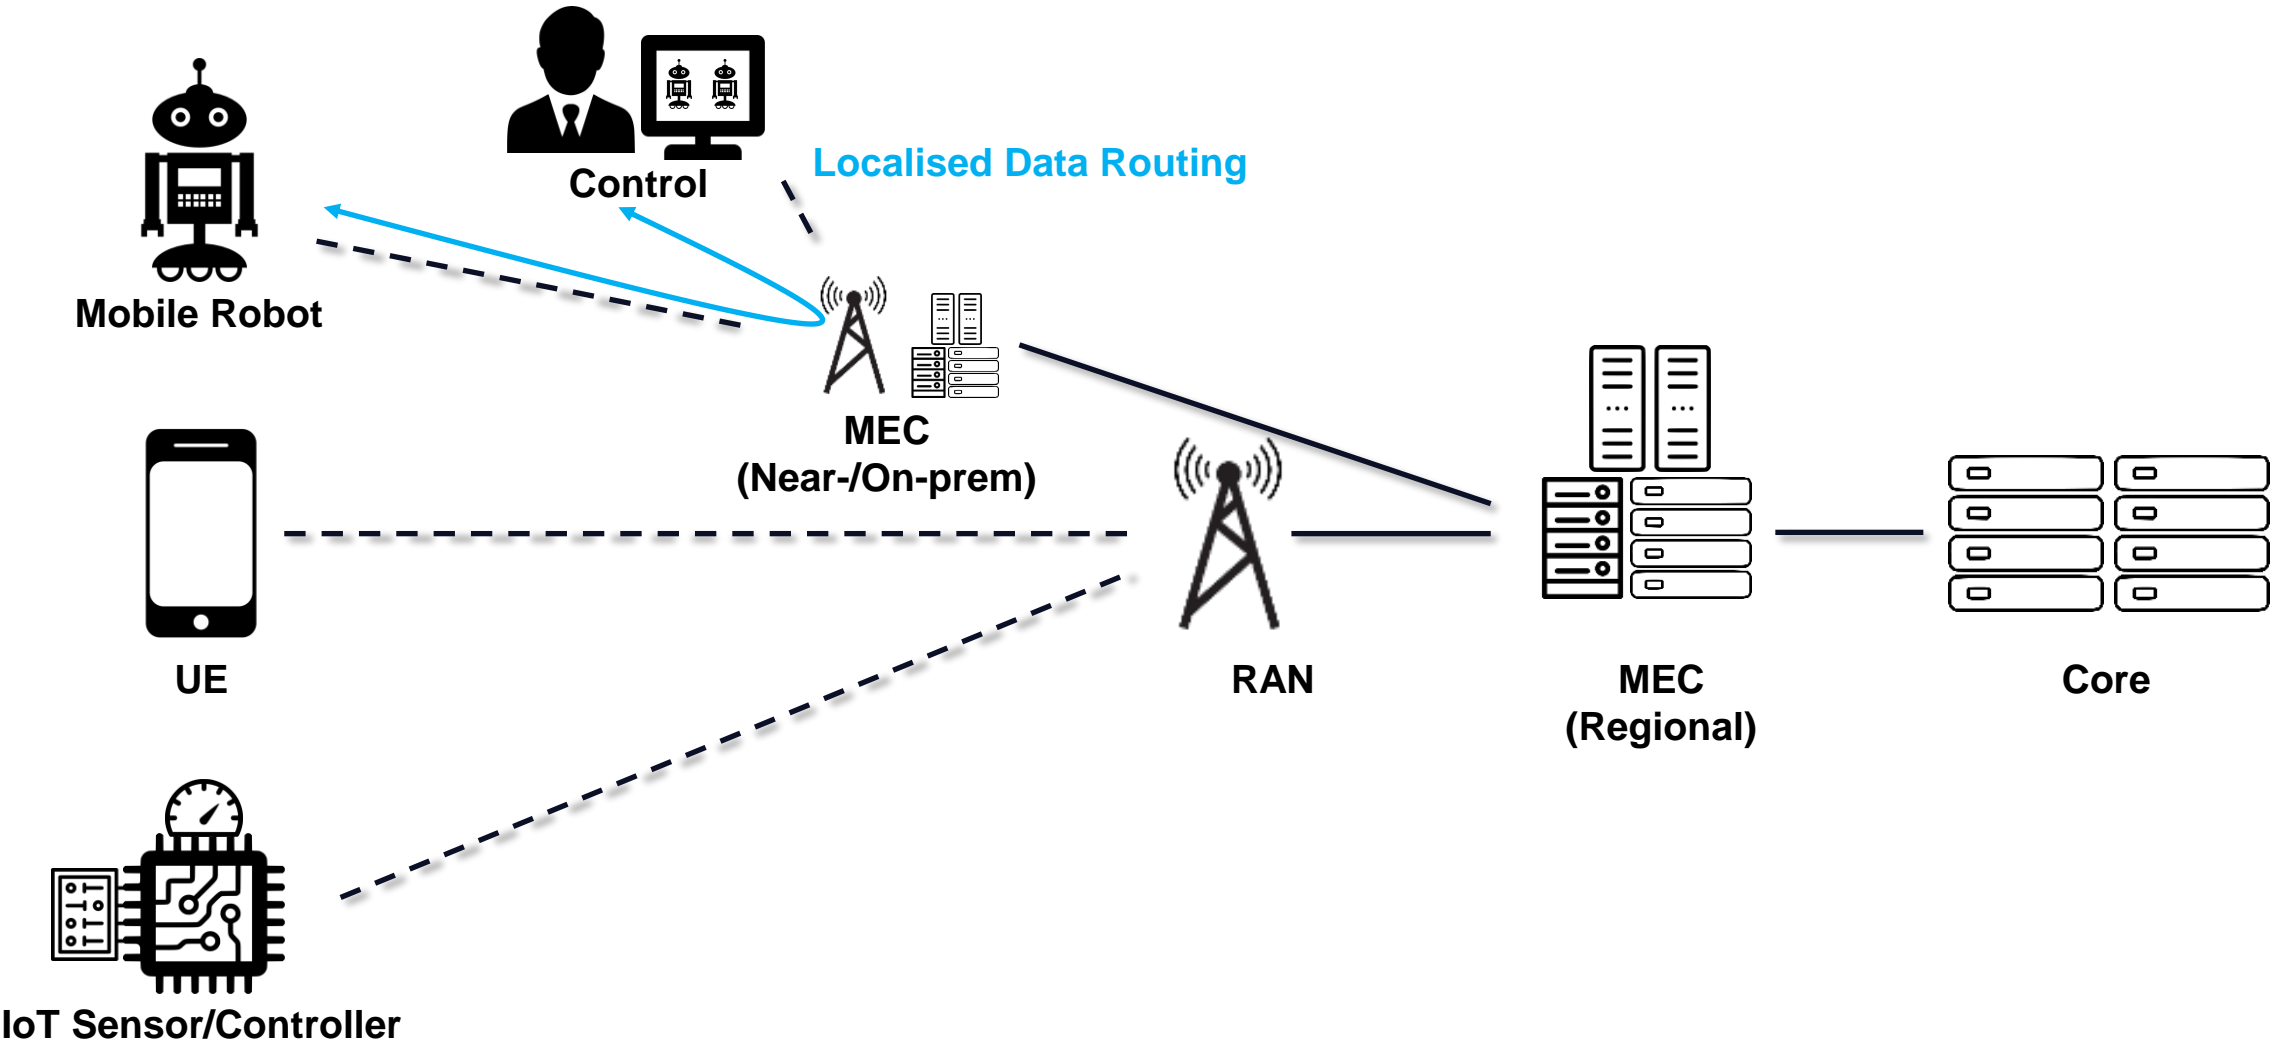 Localised Data Routing
Control
Mobile Robot
MEC
(Near-/On-prem)
UE
RAN
MEC
(Regional)
Core
IoT Sensor/Controller